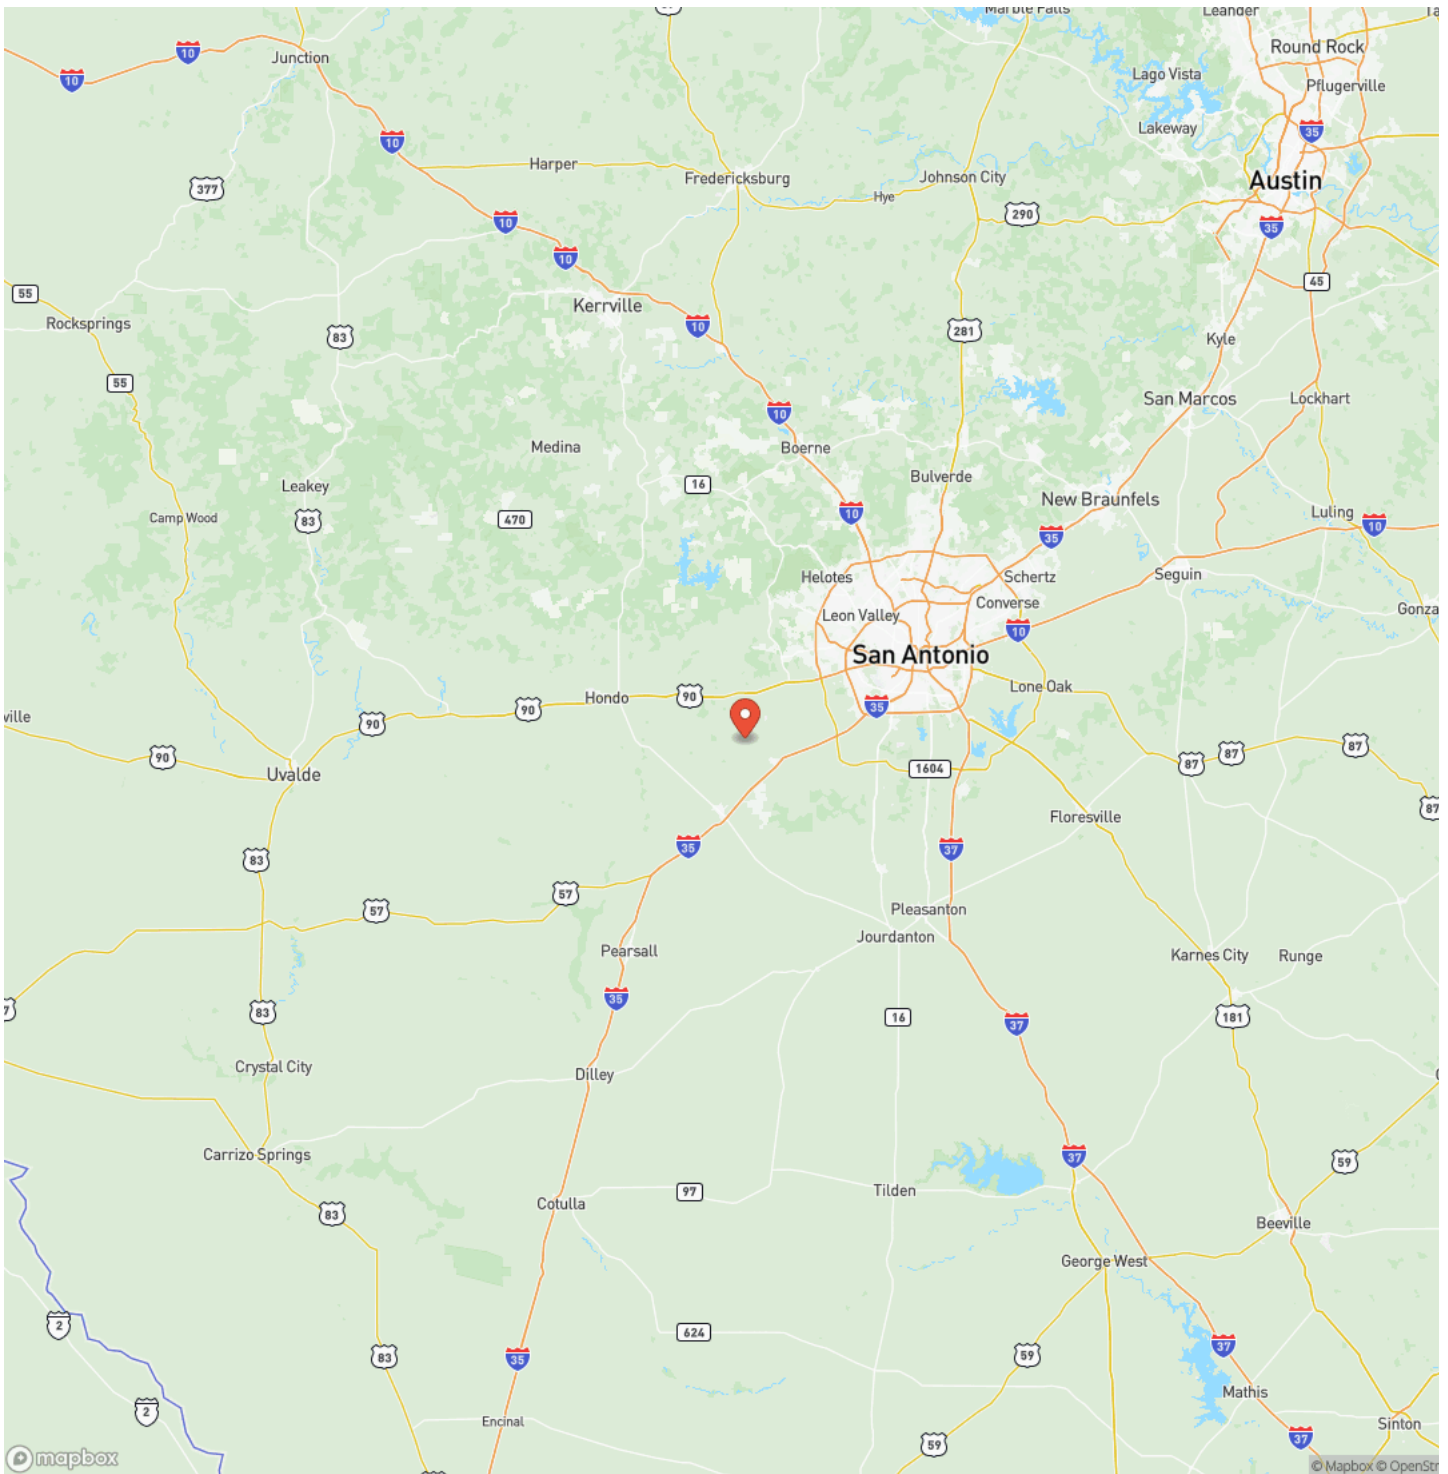 Marble Falls
Leander
Ta
10
Junction
Round Rock
10
Lago Vista
Pflugerville
Lakeway
35
10
Harper
Fredericksburg
Johnson City
Austin
377
Hye
290
10
35
10
45
55
Kerrville
Rocksprings
83
10
281
Kyle
55
San Marcos
Lockhart
10
Medina
Boerne
Bulverde
16
Leakey
New Braunfels
Camp Wood
83
470
10
Luling
10
35
Helotes
Schertz
Seguin
Converse
Gonza
Leon Valley
10
San Antonio
Lone Oak
Hondo
90
35
90
ville
90
87
87
87
90
Uvalde
1604
87
Floresville
35
37
83
57
57
Pleasanton
Jourdanton
Pearsall
Karnes City
Runge
35
7
83
16
37
181
Crystal City
Dilley
C
Carrizo Springs
37
59
97
Tilden
Cotulla
83
Beeville
George West
2
624
37
83
35
59
Mathis
2
Encinal
Sinton
59
37
mapbox
© Mapbox © OpenStr